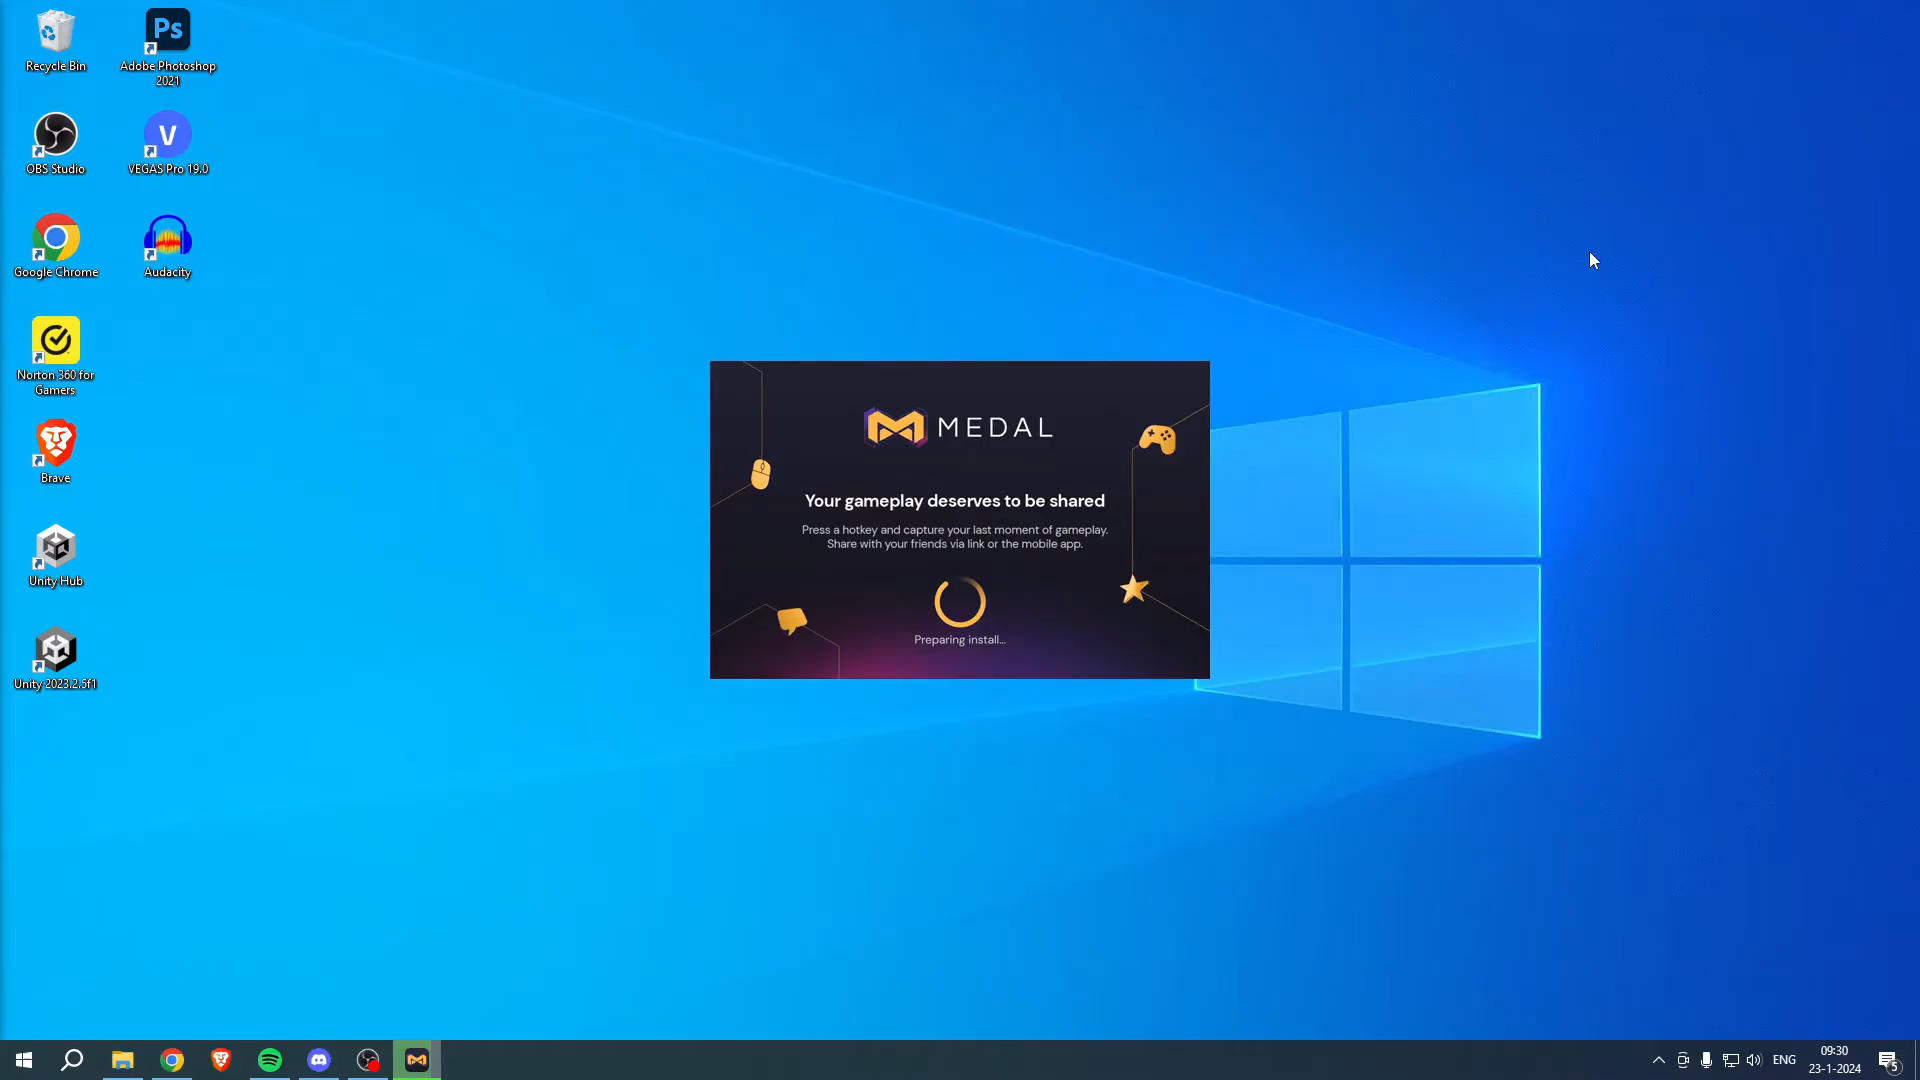 Recycle Bin
Adobe Photoshop
2021
OBS Studio
VEGAS Pro 19.0
Google Chrome
Audacity
Norton 360 for
Gamers
Brave
Unity Hub
Unity 2023.2.5f1
Ps
V
MEDAL
Your gameplay deserves to be shared
Press a hotkey and capture your last moment of gameplay.
Share with your friends via link or the mobile app.
Preparing install...
ENG
09:30
23-1-2024
5